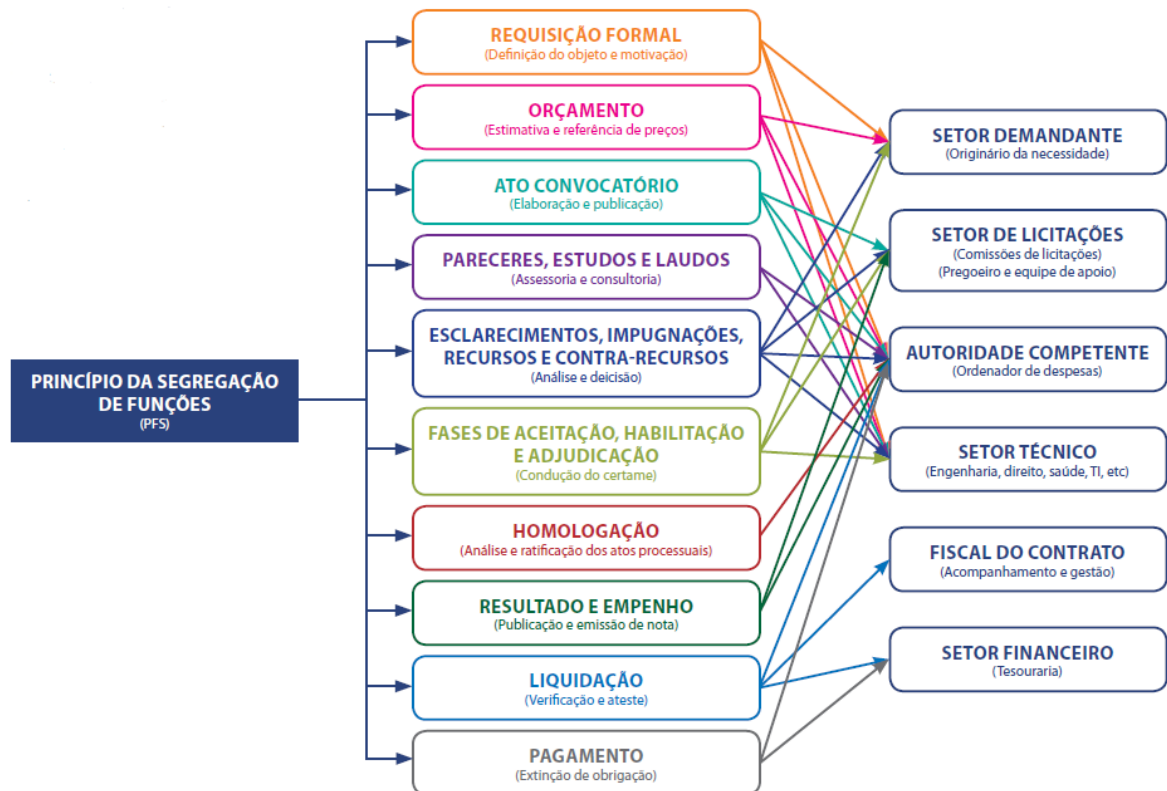 PRINCÍPIO DA SEGREGAÇÃO
DE FUNÇÕES
(PFS)
REQUISIÇÃO FORMAL
(Definição do objeto e motivação)
ORÇAMENTO
(Estimativa e referência de preços)
ATO CONVOCATÓRIO
(Elaboração e publicação)
PARECERES, ESTUDOS E LAUDOS
(Assessoria e consultoria)
ESCLARECIMENTOS, IMPUGNAÇÕES,
RECURSOS E CONTRA-RECURSOS
(Análise e deicisão)
FASES DE ACEITAÇÃO, HABILITAÇÃO
E ADJUDICAÇÃO
(Condução do certame)
HOMOLOGAÇÃO
(Análise e ratificação dos atos processuais)
RESULTADO E EMPENHO
(Publicação e emissão de nota)
LIQUIDAÇÃO
(Verificação e ateste)
PAGAMENTO
(Extinção de obrigação)
SETOR DEMANDANTE
(Originário da necessidade)
SETOR DE LICITAÇÕES
(Comissões de licitações)
(Pregoeiro e equipe de apoio)
AUTORIDADE COMPETENTE
(Ordenador de despesas)
SETOR TÉCNICO
(Engenharia, direito, saúde, TI, etc)
FISCAL DO CONTRATO
(Acompanhamento e gestão)
SETOR FINANCEIRO
(Tesouraria)